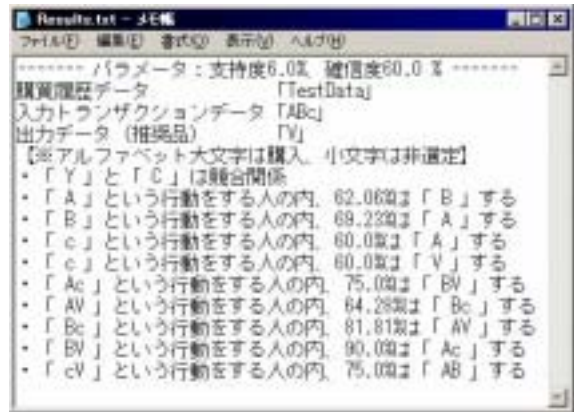 Results.txt - メモ帳
ファイル(F) 編集(E) 書式(O) 表示(V) ヘルプ(H)
------- パラメータ:支持度6.0% 確信度60.0 % -------
購買履歴データ 「TestData」
入力トランザクションデータ 「ABc」
出力データ(推奨品) 「V」
【※アルファベット大文字は購入、小文字は非選定】
・「 Y 」と「 C 」は競合関係
・「 A 」という行動をする人の内、62.06%は「 B 」する
・「 B 」という行動をする人の内、69.23%は「 A 」する
・「 c 」という行動をする人の内、60.0%は「 A 」する
・「 c 」という行動をする人の内、60.0%は「 V 」する
・「 Ac 」という行動をする人の内、75.0%は「 BV 」する
・「 AV 」という行動をする人の内、64.28%は「 Bc 」する
・「 Bc 」という行動をする人の内、81.81%は「 AV 」する
・「 BV 」という行動をする人の内、90.0%は「 Ac 」する
・「 cV 」という行動をする人の内、75.0%は「 AB 」する